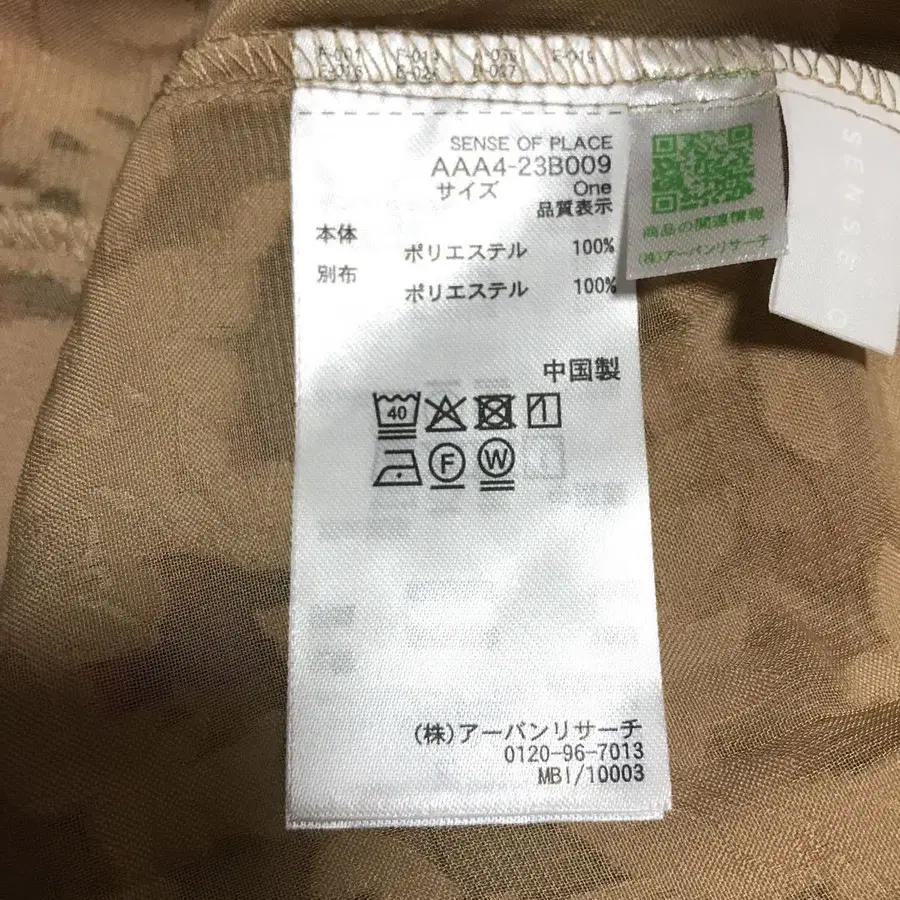 SENSE OF PLACE
AAA4-23B009
サイズ One
品質表示
本体 ポリエステル 100%
別布 ポリエステル 100%
中国製
40
F W
(株)アーバンリサーチ
0120-96-7013
MBI/10003
商品の関連情報
(株)アーバンリサーチ
SENSE O